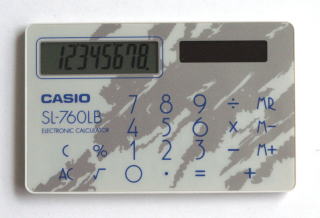 12345678.
CASIO
SL-760LB
ELECTRONIC CALCULATOR
7 8 9 ÷ MR
4 5 6 × M−
C % 1 2 3 − M+
AC √ 0 · = +